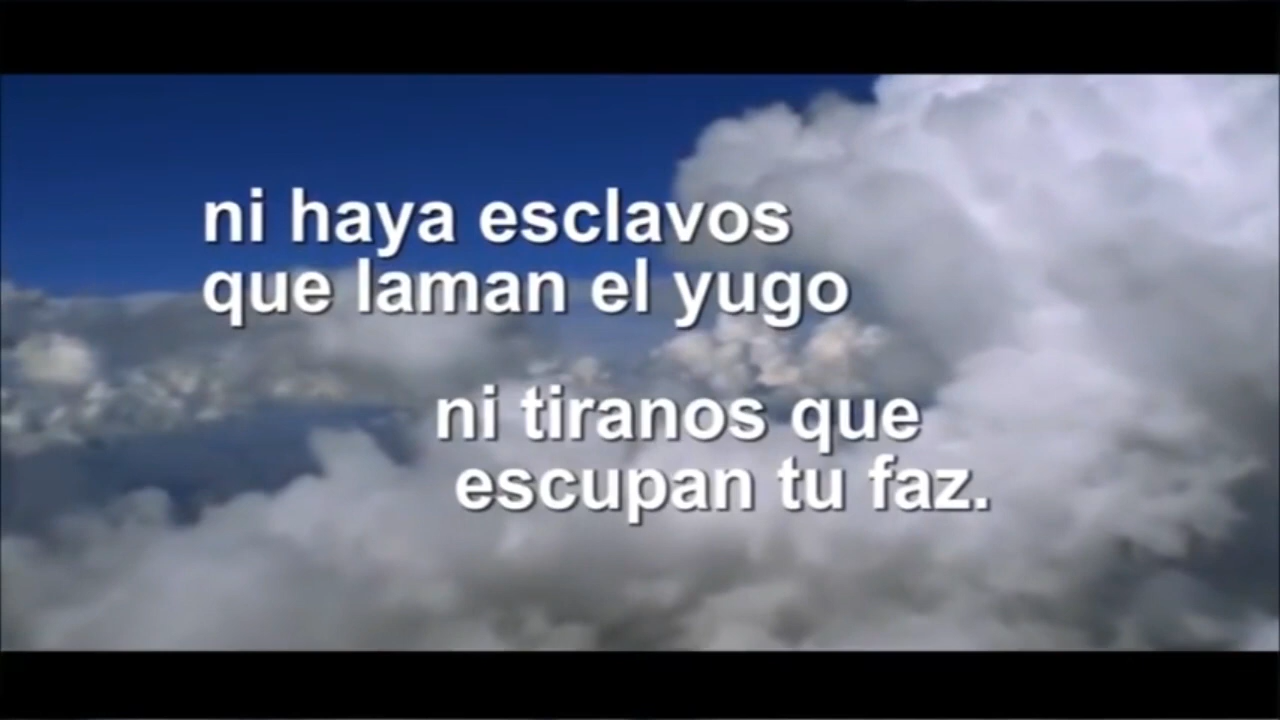 ni haya esclavos
que laman el yugo
ni tiranos que
escupan tu faz.